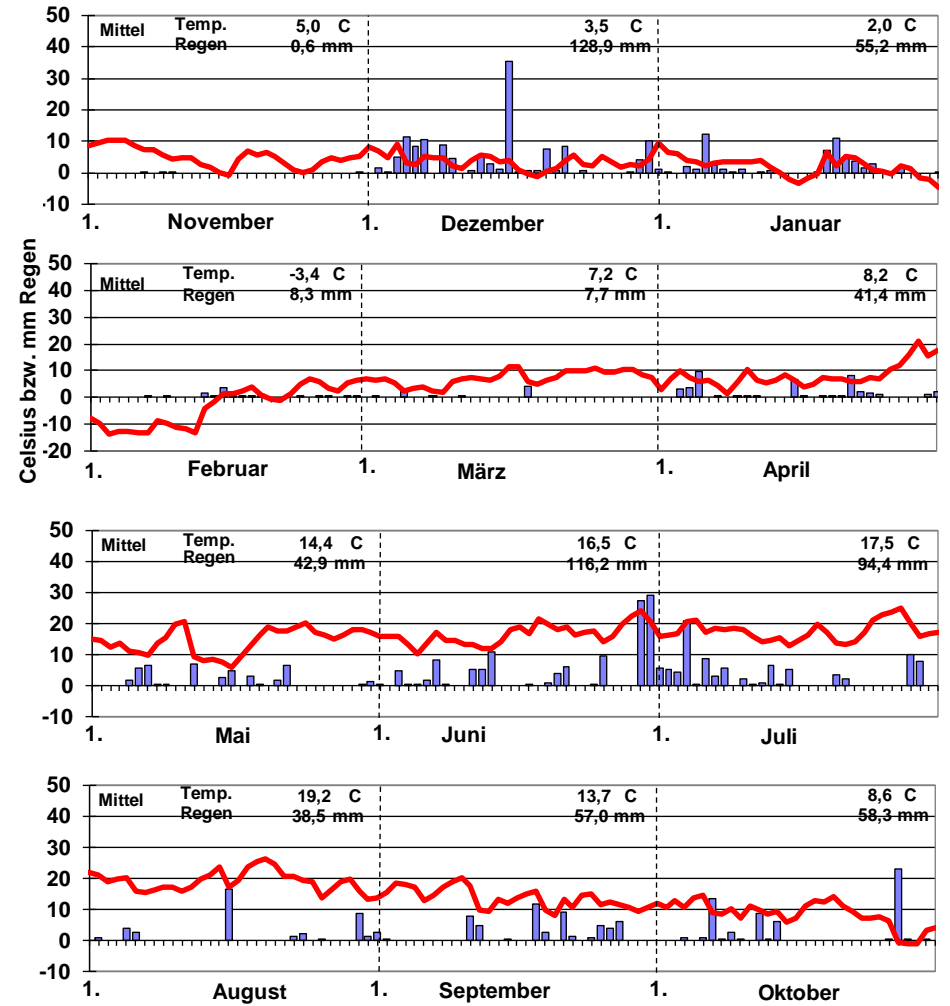 Celsius bzw. mm Regen
50
40
30
20
10
0
-10
Mittel Temp. 5,0 C 3,5 C 2,0 C
Regen 0,6 mm 128,9 mm 55,2 mm
1. November 1. Dezember 1. Januar
50
40
30
20
10
0
-10
-20
Mittel Temp. -3,4 C 7,2 C 8,2 C
Regen 8,3 mm 7,7 mm 41,4 mm
1. Februar 1. März 1. April
50
40
30
20
10
0
-10
Mittel Temp. 14,4 C 16,5 C 17,5 C
Regen 42,9 mm 116,2 mm 94,4 mm
1. Mai 1. Juni 1. Juli
50
40
30
20
10
0
-10
Mittel Temp. 19,2 C 13,7 C 8,6 C
Regen 38,5 mm 57,0 mm 58,3 mm
1. August 1. September 1. Oktober